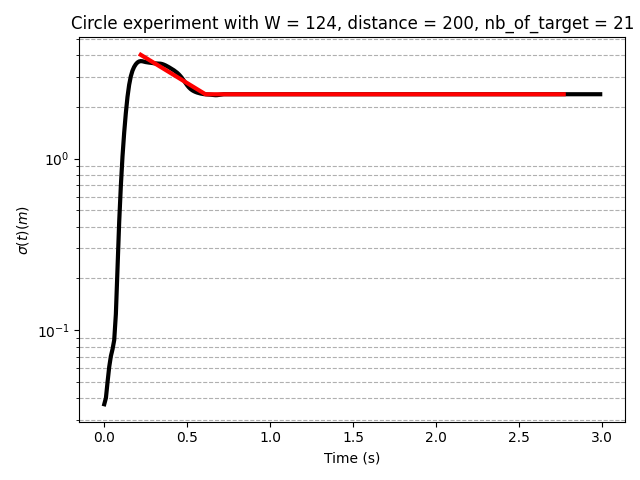 Circle experiment with W = 124, distance = 200, nb_of_target = 21
σ(t)(m)
10⁰
10⁻¹
0.0 0.5 1.0 1.5 2.0 2.5 3.0
Time (s)